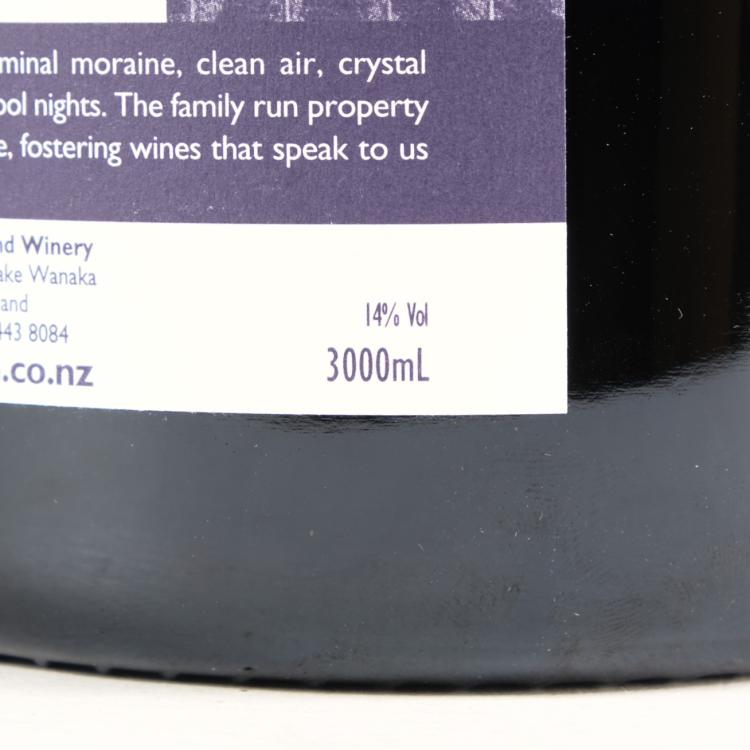 minal moraine, clean air, crystal
ool nights. The family run property
e, fostering wines that speak to us
nd Winery
ake Wanaka
and
443 8084
.co.nz
14% Vol
3000mL